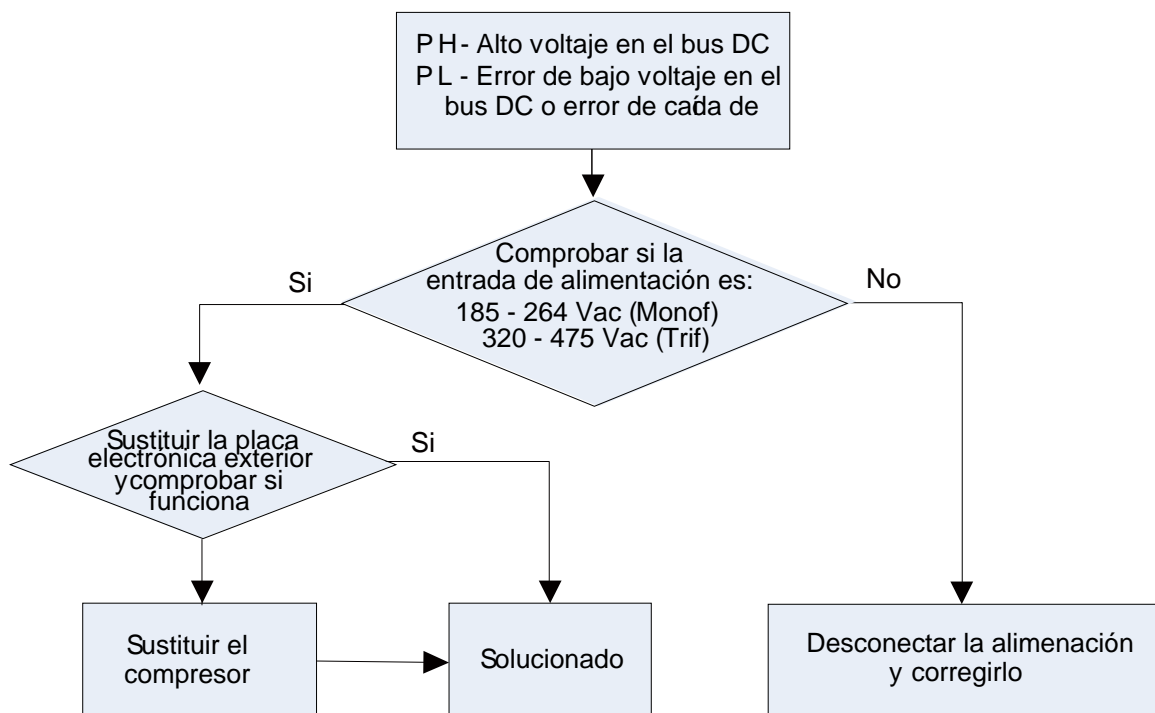 PH- Alto voltaje en el bus DC
PL - Error de bajo voltaje en el
bus DC o error de caída de
Comprobar si la
entrada de alimentación es:
185 - 264 Vac (Monof)
320 - 475 Vac (Trif)
Si
No
Sustituir la placa
electrónica exterior
ycomprobar si
funciona
Si
Sustituir el
compresor
Solucionado
Desconectar la alimenación
y corregirlo